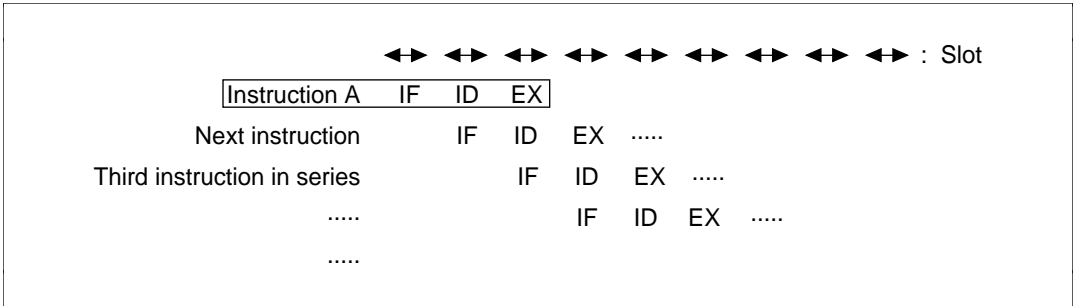 : Slot
Instruction A IF ID EX
Next instruction IF ID EX .....
Third instruction in series IF ID EX .....
..... IF ID EX .....
.....